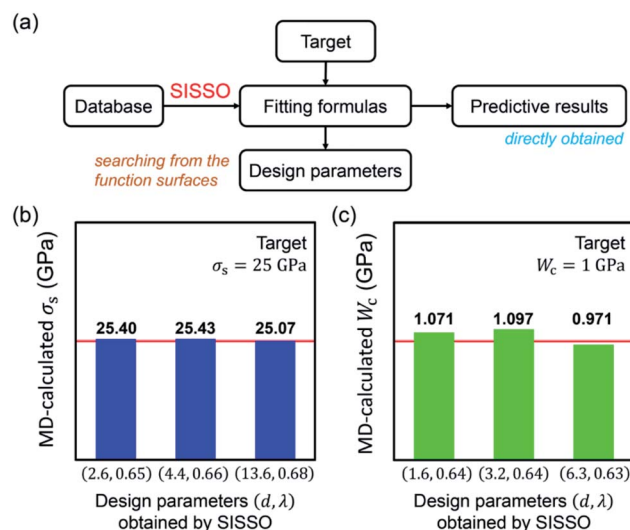 (a)
Target
Database
SISSO
Fitting formulas
Predictive results
directly obtained
searching from the
function surfaces
Design parameters
(b)
MD-calculated σs (GPa)
Target
σs = 25 GPa
25.40
25.43
25.07
(2.6, 0.65)
(4.4, 0.66)
(13.6, 0.68)
Design parameters (d, λ)
obtained by SISSO
(c)
MD-calculated Wc (GPa)
Target
Wc = 1 GPa
1.071
1.097
0.971
(1.6, 0.64)
(3.2, 0.64)
(6.3, 0.63)
Design parameters (d, λ)
obtained by SISSO